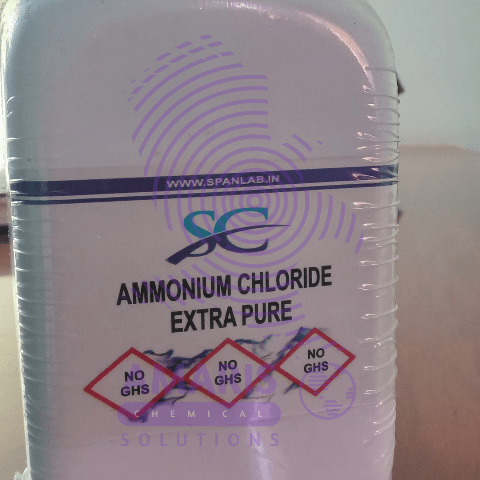 WWW.SPANLAB.IN
SC
AMMONIUM CHLORIDE
EXTRA PURE
NO
GHS
NO
GHS
NO
GHS
CHEMICAL
SOLUTIONS